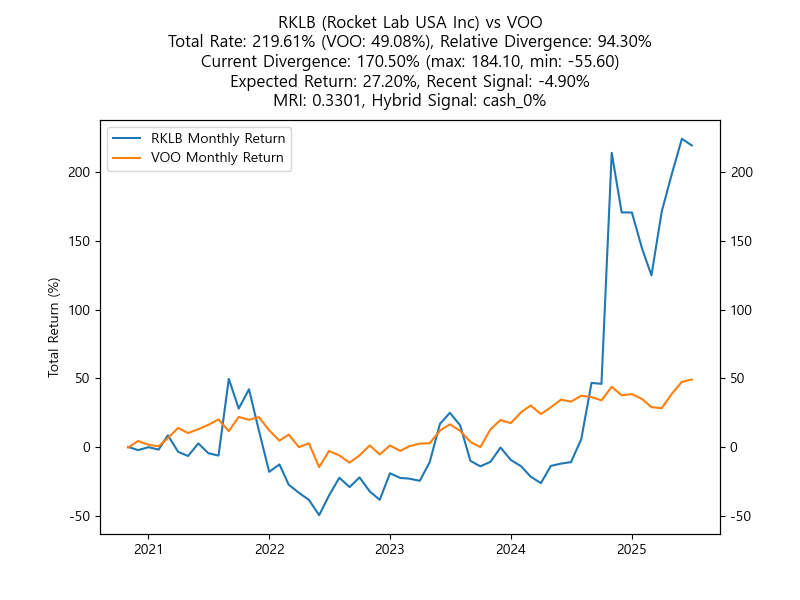 RKLB (Rocket Lab USA Inc) vs VOO
Total Rate: 219.61% (VOO: 49.08%), Relative Divergence: 94.30%
Current Divergence: 170.50% (max: 184.10, min: -55.60)
Expected Return: 27.20%, Recent Signal: -4.90%
MRI: 0.3301, Hybrid Signal: cash_0%
RKLB Monthly Return
VOO Monthly Return
Total Return (%)
200
150
100
50
0
-50
200
150
100
50
0
-50
2021 2022 2023 2024 2025